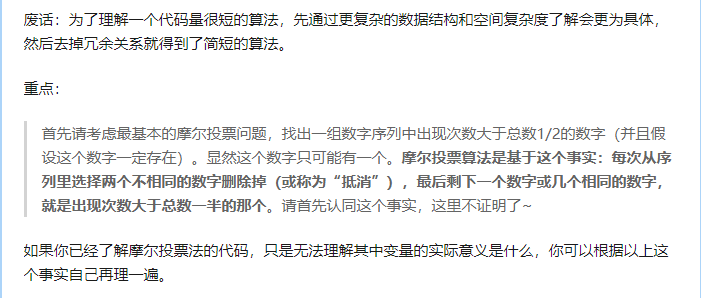 废话：为了理解一个代码量很短的算法，先通过更复杂的数据结构和空间复杂度了解会更为具体，
然后去掉冗余关系就得到了简短的算法。
重点：
首先请考虑最基本的摩尔投票问题，找出一组数字序列中出现次数大于总数1/2的数字（并且假
设这个数字一定存在）。显然这个数字只可能有一个。摩尔投票算法是基于这个事实：每次从序
列里选择两个不相同的数字删除掉（或称为“抵消”），最后剩下一个数字或几个相同的数字，
就是出现次数大于总数一半的那个。请首先认同这个事实，这里不证明了~
如果你已经了解摩尔投票法的代码，只是无法理解其中变量的实际意义是什么，你可以根据以上这
个事实自己再理一遍。